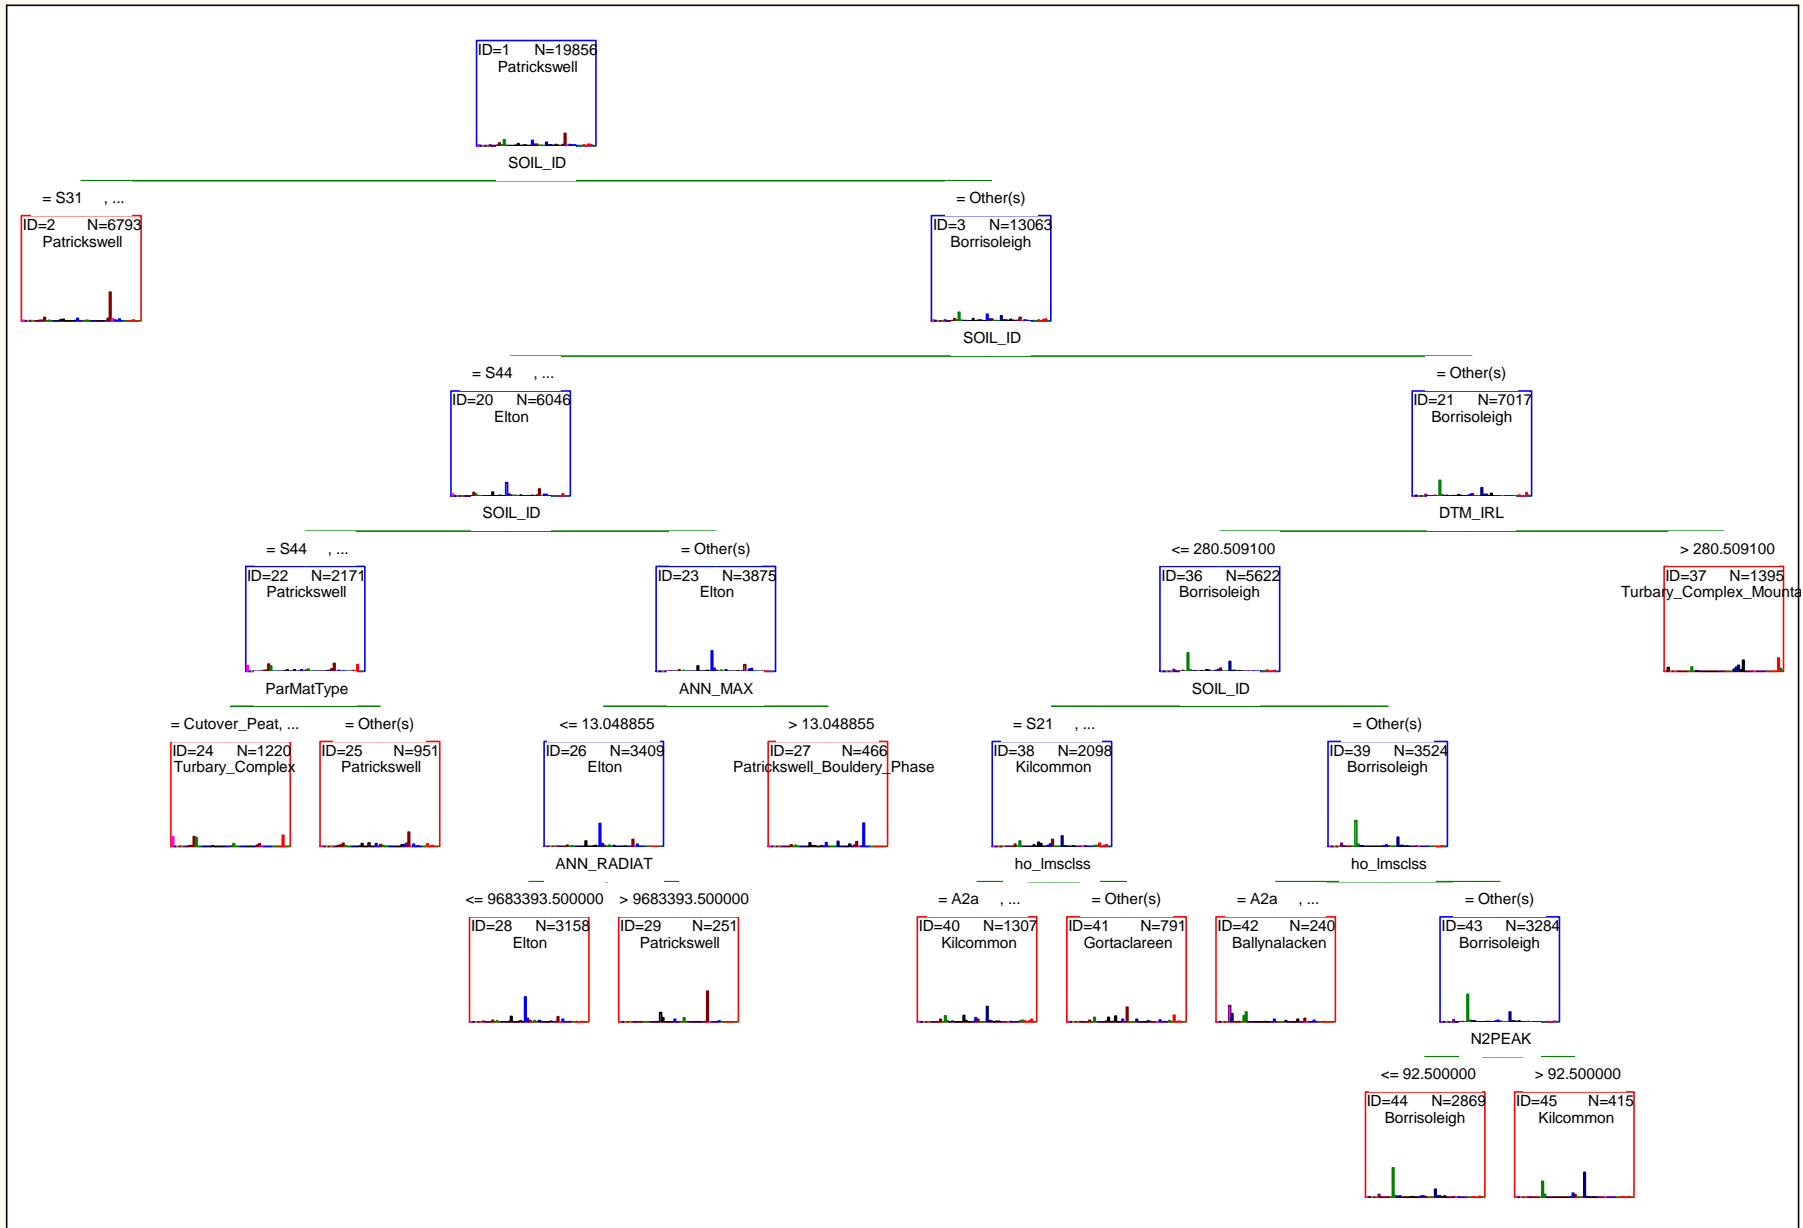 ID=1 N=19856
Patrickswell
SOIL_ID
= S31 , ...
= Other(s)
ID=2 N=6793
Patrickswell
ID=3 N=13063
Borrisoleigh
SOIL_ID
= S44 , ...
= Other(s)
ID=20 N=6046
Elton
ID=21 N=7017
Borrisoleigh
SOIL_ID
DTM_IRL
= S44 , ...
= Other(s)
<= 280.509100
> 280.509100
ID=22 N=2171
Patrickswell
ID=23 N=3875
Elton
ID=36 N=5622
Borrisoleigh
ID=37 N=1395
Turbary_Complex_Mounta
ParMatType
ANN_MAX
SOIL_ID
= Cutover_Peat, ...
= Other(s)
<= 13.048855
> 13.048855
= S21 , ...
= Other(s)
ID=24 N=1220
Turbary_Complex
ID=25 N=951
Patrickswell
ID=26 N=3409
Elton
ID=27 N=466
Patrickswell_Bouldery_Phase
ID=38 N=2098
Kilcommon
ID=39 N=3524
Borrisoleigh
ANN_RADIAT
ho_lmsclss
ho_lmsclss
<= 9683393.500000
> 9683393.500000
= A2a , ...
= Other(s)
= A2a , ...
= Other(s)
ID=28 N=3158
Elton
ID=29 N=251
Patrickswell
ID=40 N=1307
Kilcommon
ID=41 N=791
Gortaclareen
ID=42 N=240
Ballynalacken
ID=43 N=3284
Borrisoleigh
N2PEAK
<= 92.500000
> 92.500000
ID=44 N=2869
Borrisoleigh
ID=45 N=415
Kilcommon